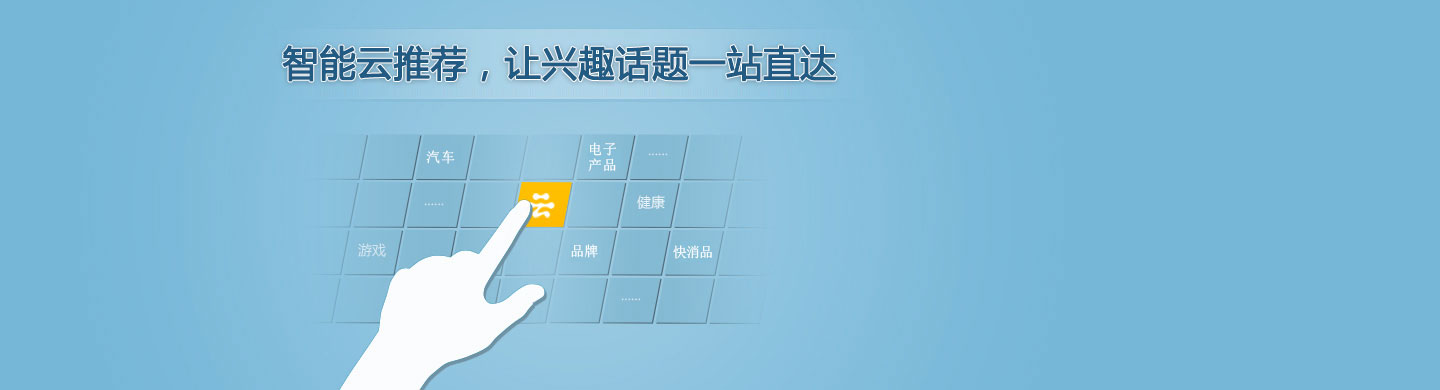 智能云推荐，让兴趣话题一站直达
汽车
电子
产品
......
......
云
健康
游戏
品牌
快消品
......